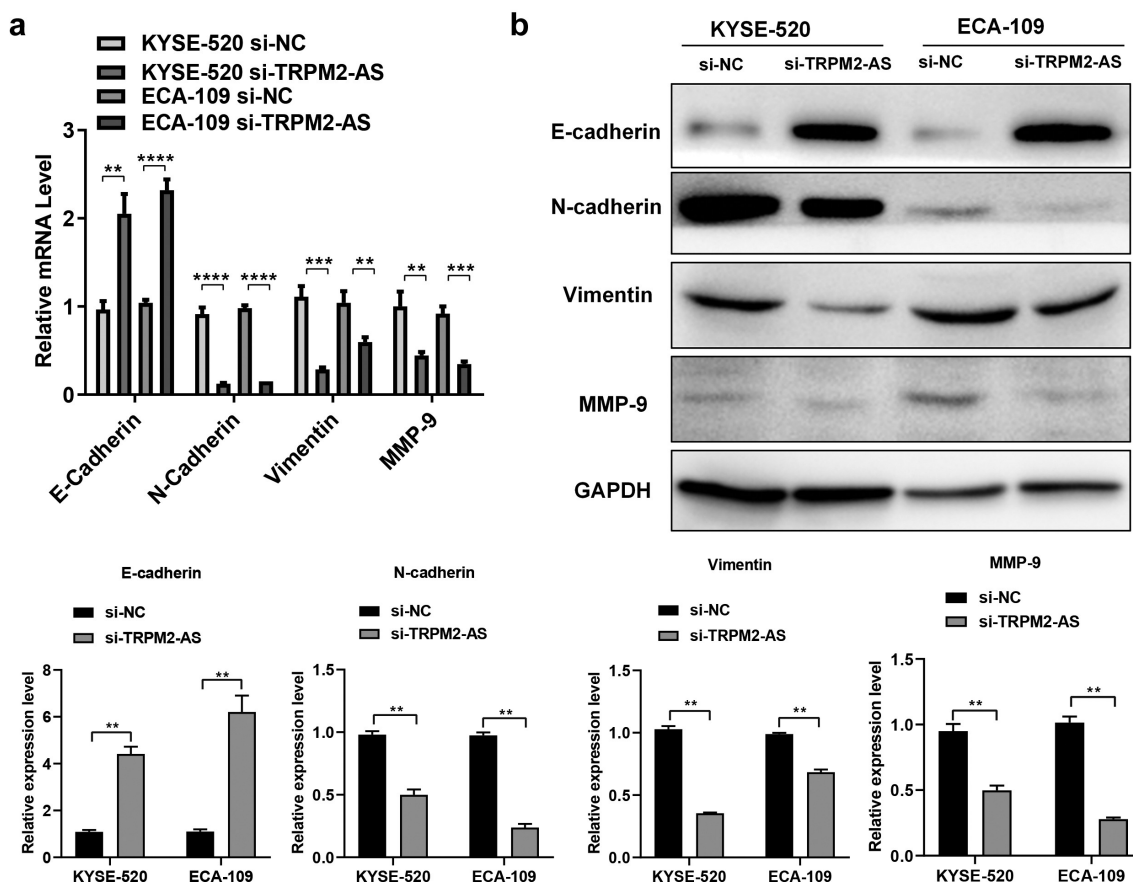 a
KYSE-520 si-NC
KYSE-520 si-TRPM2-AS
ECA-109 si-NC
ECA-109 si-TRPM2-AS
Relative mRNA Level
3
2
1
0
** **** **** **** *** ** ** ***
E-Cadherin N-Cadherin Vimentin MMP-9
b
KYSE-520 ECA-109
si-NC si-TRPM2-AS si-NC si-TRPM2-AS
E-cadherin
N-cadherin
Vimentin
MMP-9
GAPDH
E-cadherin
si-NC
si-TRPM2-AS
Relative expression level
8
6
4
2
0
** **
KYSE-520 ECA-109
N-cadherin
si-NC
si-TRPM2-AS
Relative expression level
1.5
1.0
0.5
0.0
** **
KYSE-520 ECA-109
Vimentin
si-NC
si-TRPM2-AS
Relative expression level
1.5
1.0
0.5
0.0
** **
KYSE-520 ECA-109
MMP-9
si-NC
si-TRPM2-AS
Relative expression level
1.5
1.0
0.5
0.0
** **
KYSE-520 ECA-109